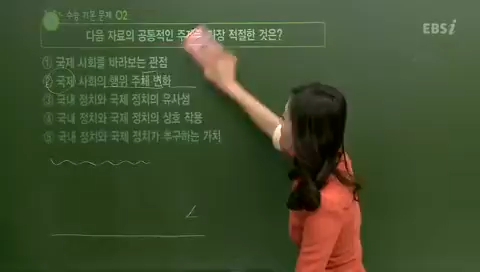 수능 기본 문제 02
EBSi
다음 자료의 공통적인 가장 적절한 것은?
① 국제 사회를 바라보는 관점
② 국제 사회의 행위 주체 변화
③ 국내 정치와 국제 정치의 유사성
④ 국내 정치와 국제 정치의 상호 작용
⑤ 국내 정치와 국제 정치가 추구하는 가치